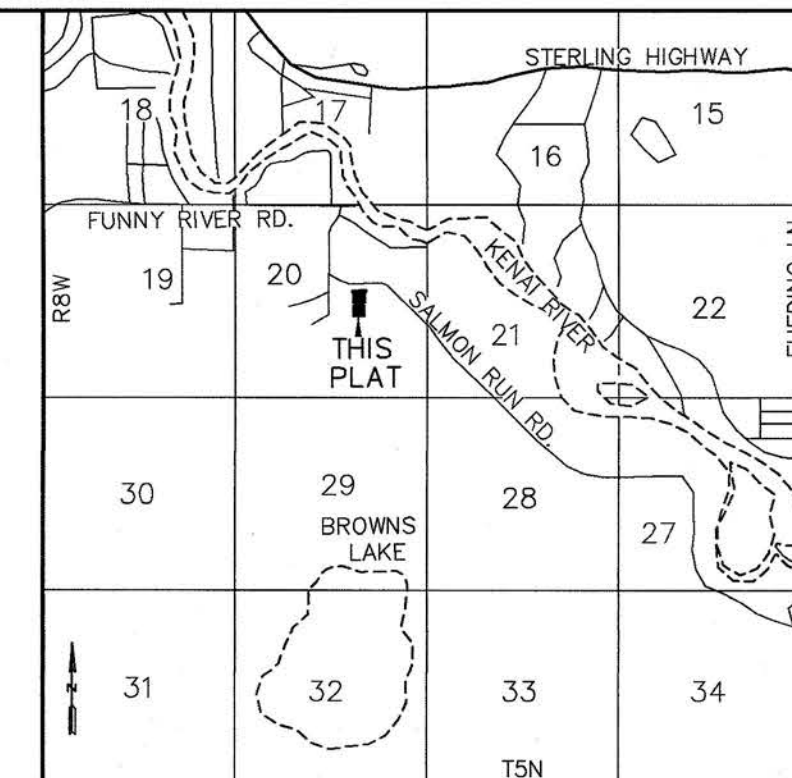 STERLING HIGHWAY
18
17
16
15
FUNNY RIVER RD.
R8W
19
20
KENAI RIVER
SALMON RUN RD.
21
22
THIS
PLAT
30
29
28
27
BROWNS
LAKE
N
31
32
33
34
T5N